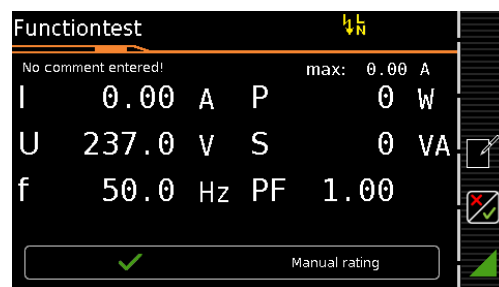 Functiontest L N
No comment entered! max: 0.00 A
I 0.00 A P 0 W
U 237.0 V S 0 VA
f 50.0 Hz PF 1.00
Manual rating